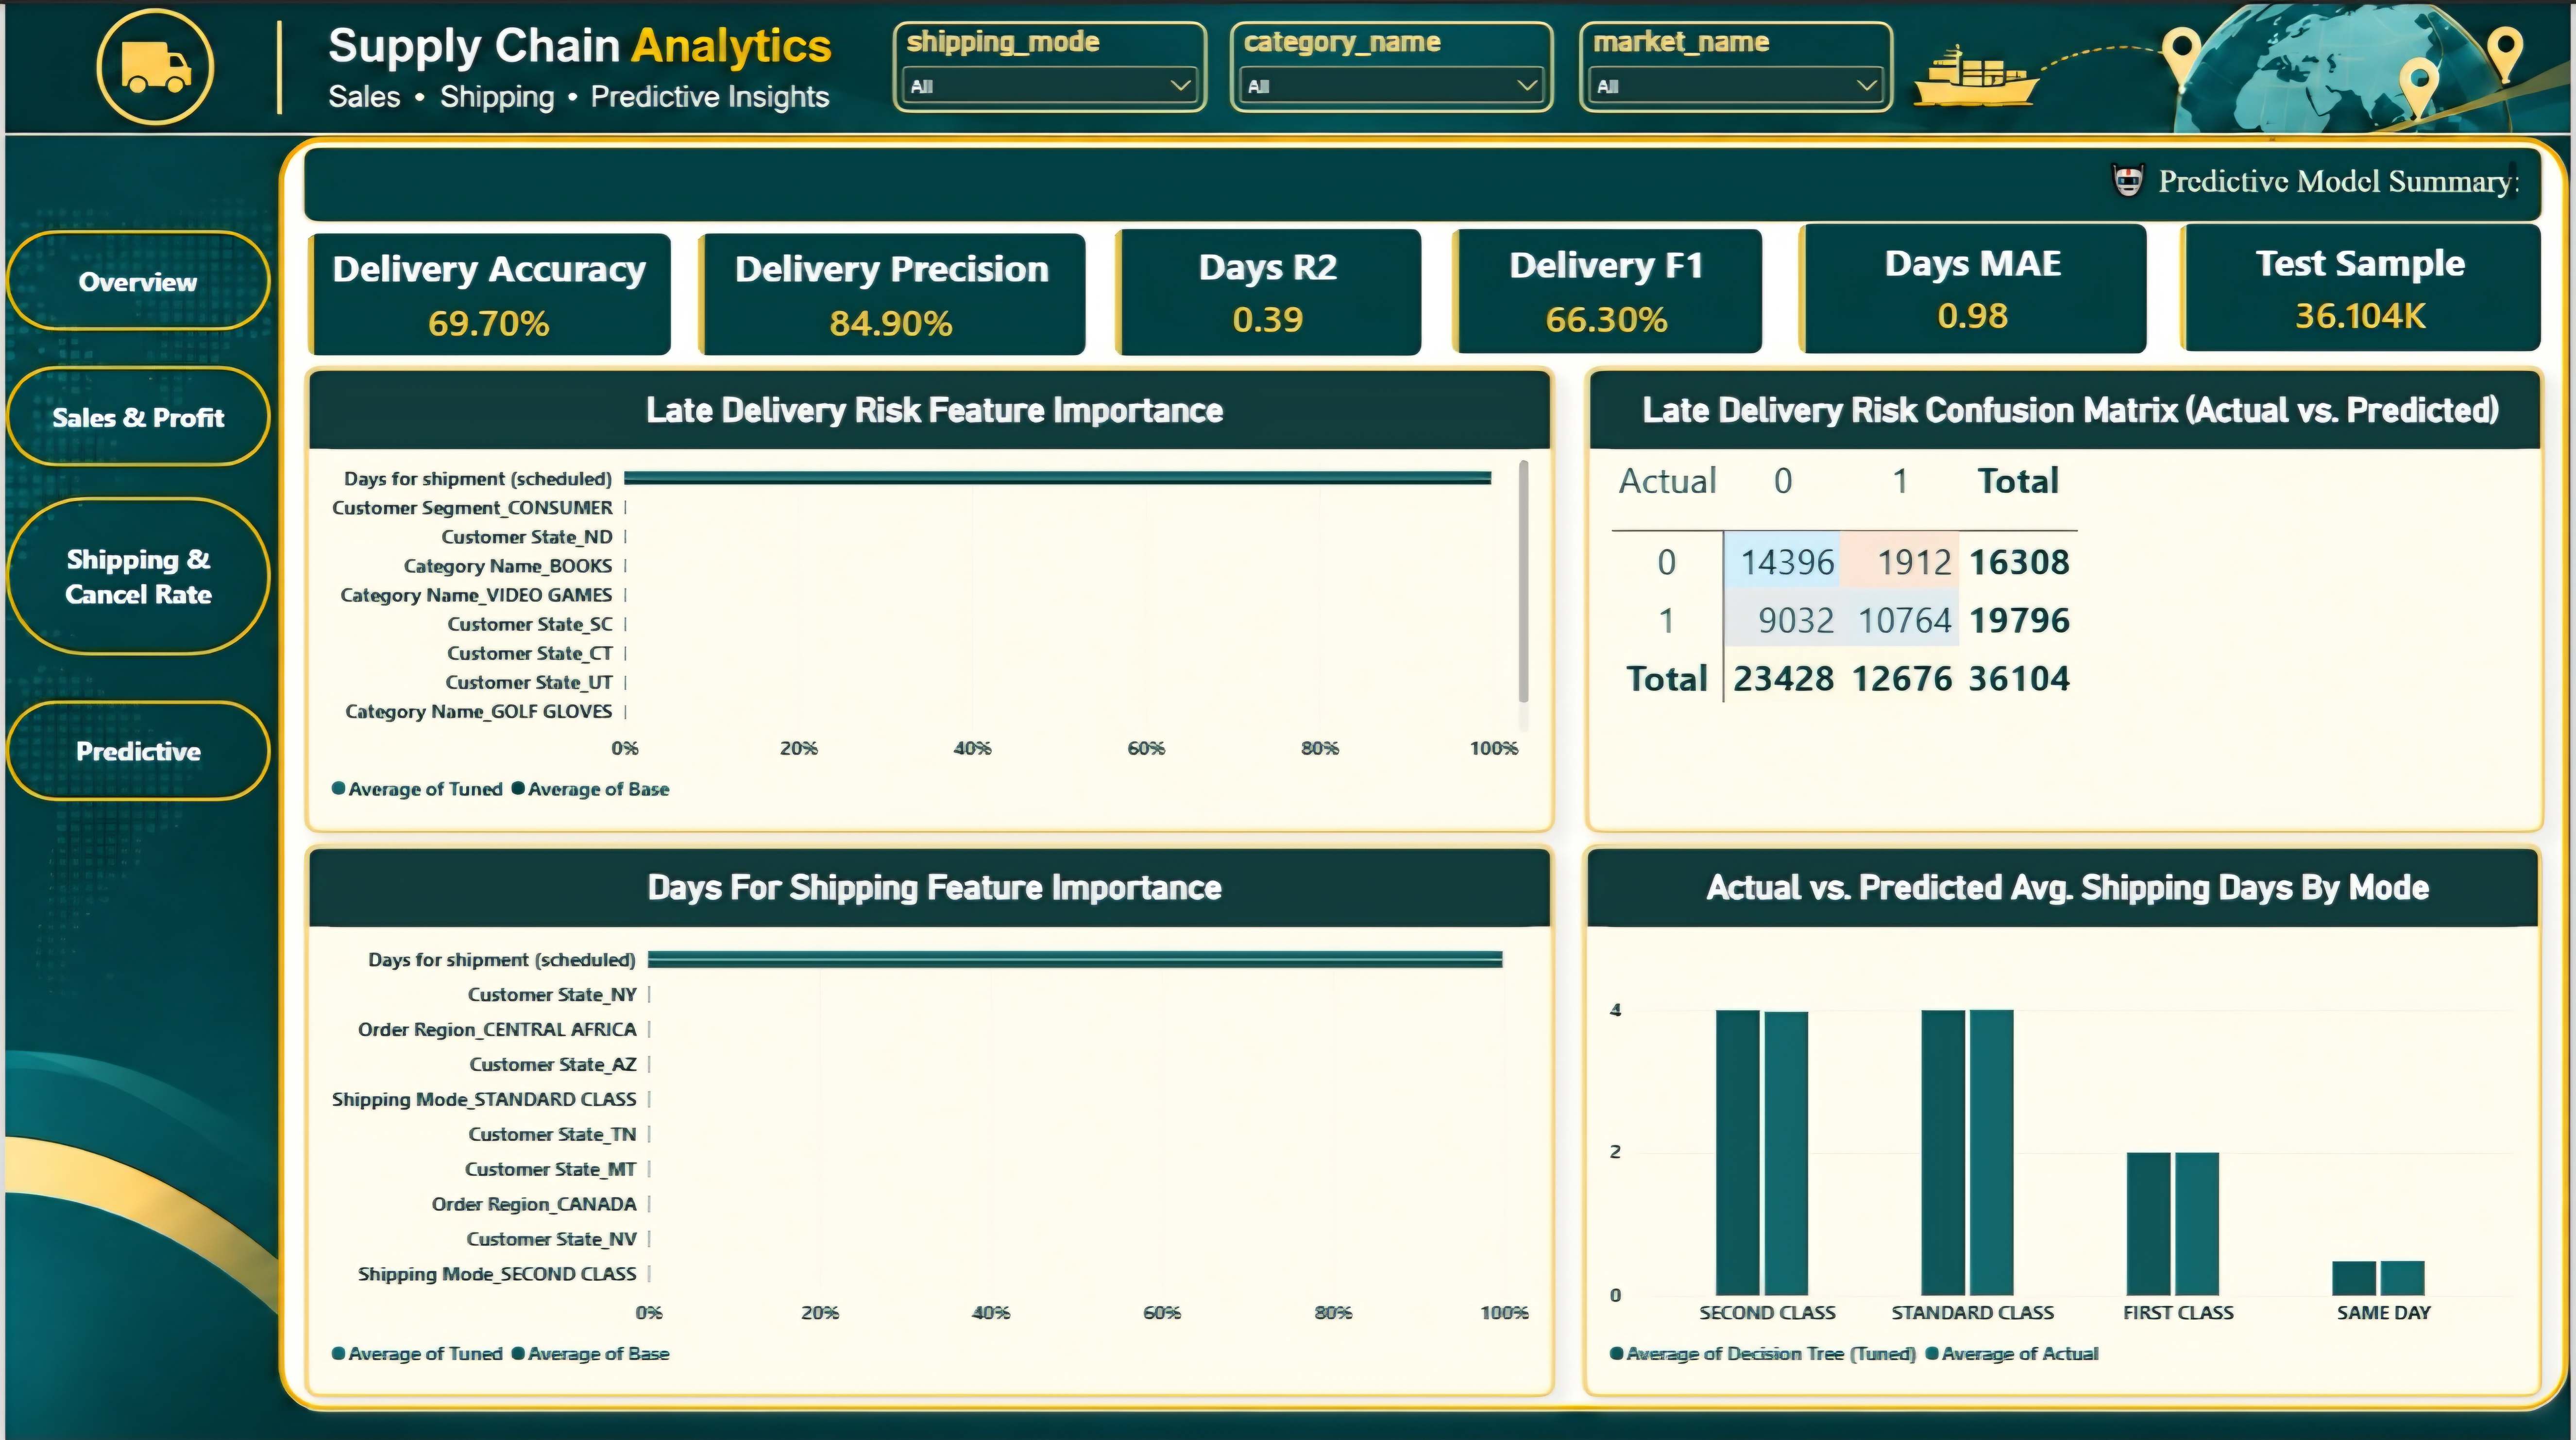 Supply Chain Analytics
Sales • Shipping • Predictive Insights
shipping_mode
All
category_name
All
market_name
All
Predictive Model Summary:
Overview
Sales & Profit
Shipping &
Cancel Rate
Predictive
Delivery Accuracy
69.70%
Delivery Precision
84.90%
Days R2
0.39
Delivery F1
66.30%
Days MAE
0.98
Test Sample
36.104K
Late Delivery Risk Feature Importance
Days for shipment (scheduled)
Customer Segment_CONSUMER
Customer State_ND
Category Name_BOOKS
Category Name_VIDEO GAMES
Customer State_SC
Customer State_CT
Customer State_UT
Category Name_GOLF GLOVES
0% 20% 40% 60% 80% 100%
Average of Tuned Average of Base
Late Delivery Risk Confusion Matrix (Actual vs. Predicted)
Actual 0 1 Total
0 14396 1912 16308
1 9032 10764 19796
Total 23428 12676 36104
Days For Shipping Feature Importance
Days for shipment (scheduled)
Customer State_NY
Order Region_CENTRAL AFRICA
Customer State_AZ
Shipping Mode_STANDARD CLASS
Customer State_TN
Customer State_MT
Order Region_CANADA
Customer State_NV
Shipping Mode_SECOND CLASS
0% 20% 40% 60% 80% 100%
Average of Tuned Average of Base
Actual vs. Predicted Avg. Shipping Days By Mode
4
2
0
SECOND CLASS STANDARD CLASS FIRST CLASS SAME DAY
Average of Decision Tree (Tuned) Average of Actual